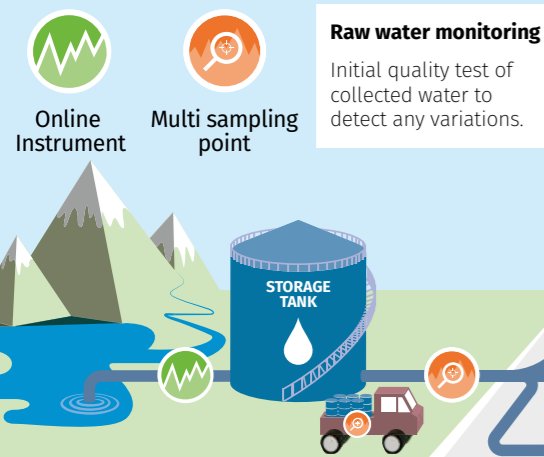 Online
Instrument
Multi sampling
point
Raw water monitoring
Initial quality test of
collected water to
detect any variations.
STORAGE
TANK